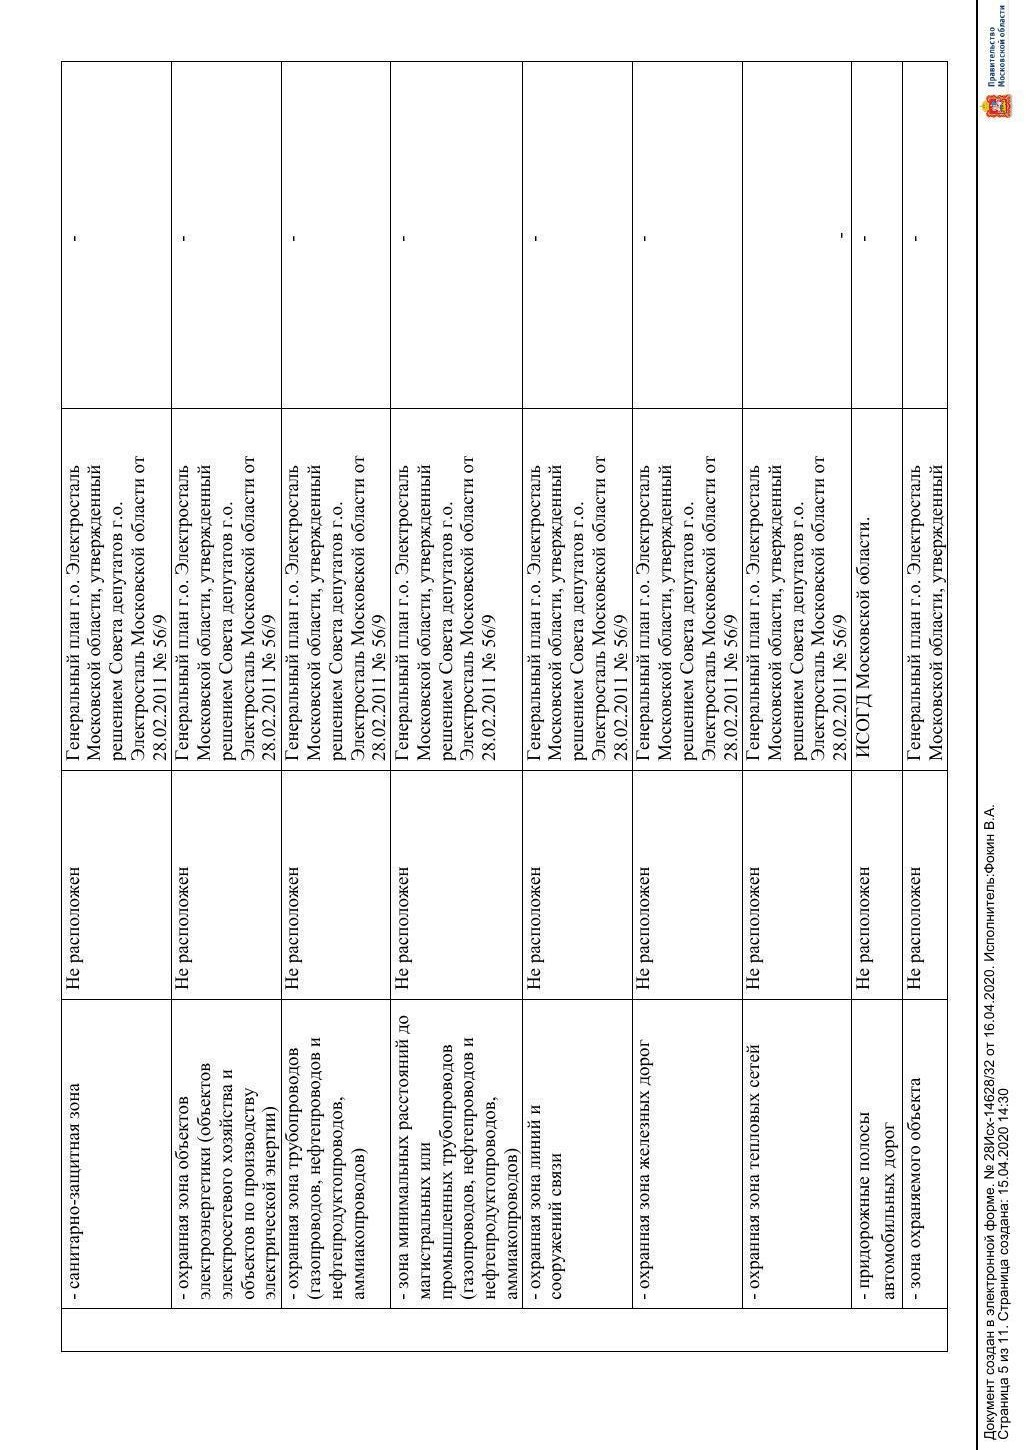 - санитарно-защитная зона
Не расположен
Генеральный план г.о. Электросталь
Московской области, утвержденный
решением Совета депутатов г.о.
Электросталь Московской области от
28.02.2011 № 56/9
-
- охранная зона объектов
электроэнергетики (объектов
электросетевого хозяйства и
объектов по производству
электрической энергии)
Не расположен
Генеральный план г.о. Электросталь
Московской области, утвержденный
решением Совета депутатов г.о.
Электросталь Московской области от
28.02.2011 № 56/9
-
- охранная зона трубопроводов
(газопроводов, нефтепроводов и
нефтепродуктопроводов,
аммиакопроводов)
Не расположен
Генеральный план г.о. Электросталь
Московской области, утвержденный
решением Совета депутатов г.о.
Электросталь Московской области от
28.02.2011 № 56/9
-
- зона минимальных расстояний до
магистральных или
промышленных трубопроводов
(газопроводов, нефтепроводов и
нефтепродуктопроводов,
аммиакопроводов)
Не расположен
Генеральный план г.о. Электросталь
Московской области, утвержденный
решением Совета депутатов г.о.
Электросталь Московской области от
28.02.2011 № 56/9
-
- охранная зона линий и
сооружений связи
Не расположен
Генеральный план г.о. Электросталь
Московской области, утвержденный
решением Совета депутатов г.о.
Электросталь Московской области от
28.02.2011 № 56/9
-
- охранная зона железных дорог
Не расположен
Генеральный план г.о. Электросталь
Московской области, утвержденный
решением Совета депутатов г.о.
Электросталь Московской области от
28.02.2011 № 56/9
-
- охранная зона тепловых сетей
Не расположен
Генеральный план г.о. Электросталь
Московской области, утвержденный
решением Совета депутатов г.о.
Электросталь Московской области от
28.02.2011 № 56/9
-
- придорожные полосы
автомобильных дорог
Не расположен
ИСОГД Московской области.
-
- зона охраняемого объекта
Не расположен
Генеральный план г.о. Электросталь
Московской области, утвержденный
-
Документ создан в электронной форме. № 28Исх-14628/32 от 16.04.2020. Исполнитель:Фокин В.А.
Страница 5 из 11. Страница создана: 15.04.2020 14:30
Правительство
Московской области